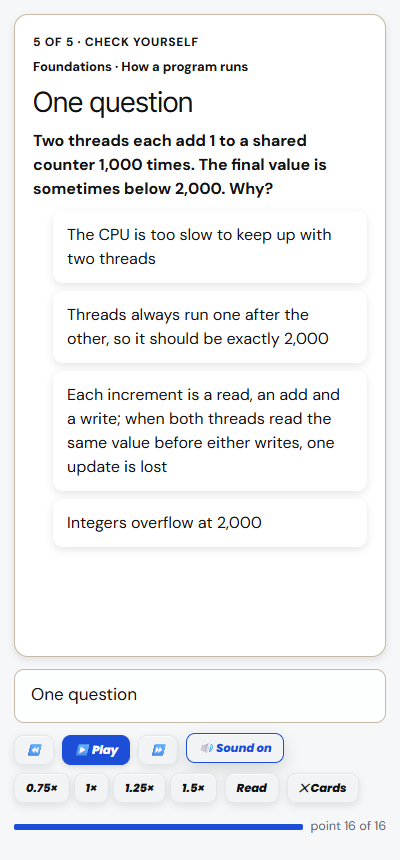 5 OF 5 · CHECK YOURSELF
Foundations · How a program runs
One question
Two threads each add 1 to a shared
counter 1,000 times. The final value is
sometimes below 2,000. Why?
The CPU is too slow to keep up with
two threads
Threads always run one after the
other, so it should be exactly 2,000
Each increment is a read, an add and
a write; when both threads read the
same value before either writes, one
update is lost
Integers overflow at 2,000
One question
⏪ ▶️ Play ⏩ 🔊 Sound on
0.75× 1× 1.25× 1.5× Read ✕Cards
point 16 of 16